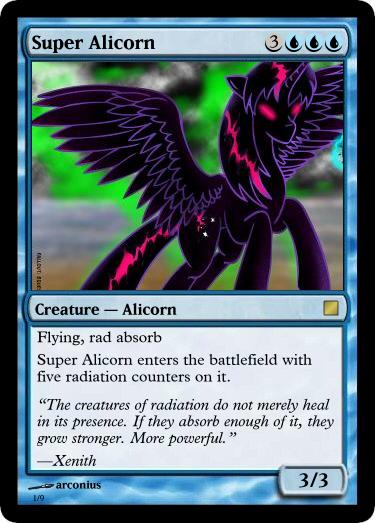 Super Alicorn 3
Creature — Alicorn
Flying, rad absorb
Super Alicorn enters the battlefield with
five radiation counters on it.
“The creatures of radiation do not merely heal
in its presence. If they absorb enough of it, they
grow stronger. More powerful.”
—Xenith
3/3
arconius
1/9